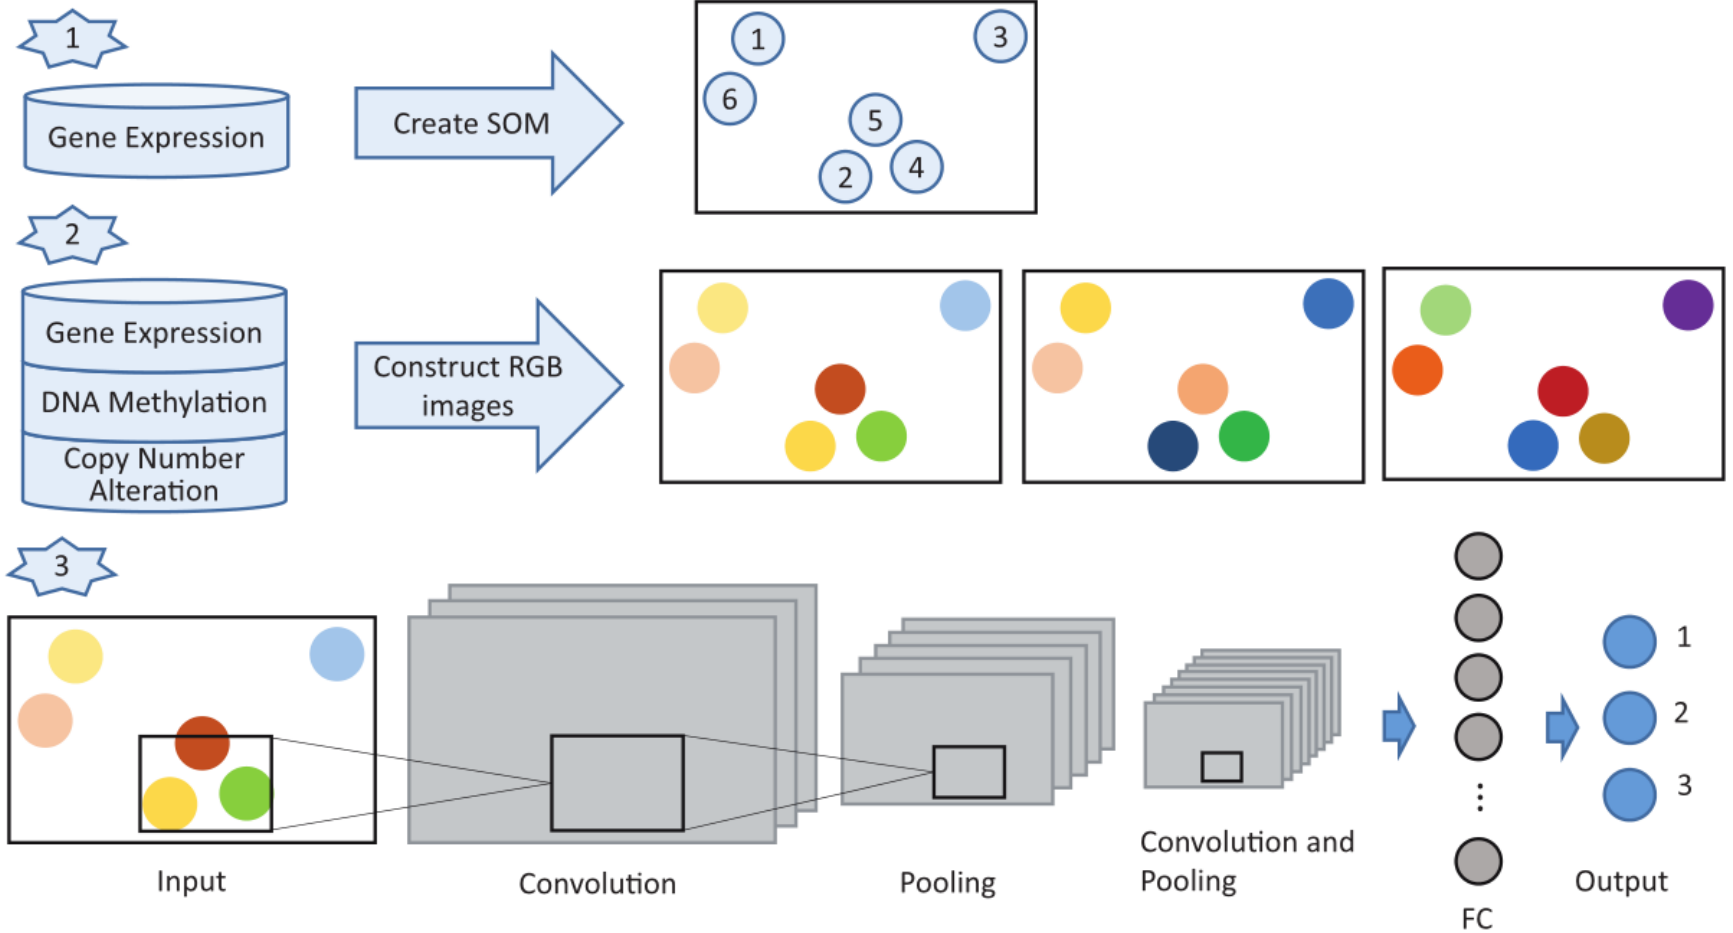 1
Gene Expression
Create SOM
1
3
6
5
2
4
2
Gene Expression
DNA Methylation
Copy Number
Alteration
Construct RGB
images
3
Input
Convolution
Pooling
Convolution and
Pooling
FC
1
2
3
Output